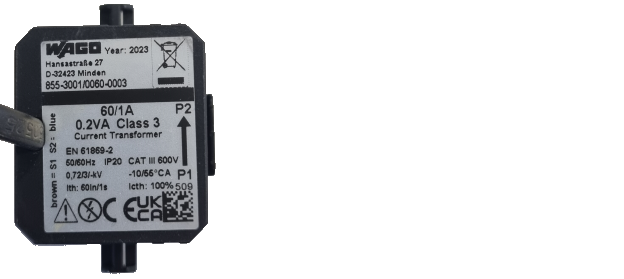 WAGO Year: 2023
Hansastraße 27
D-32423 Minden
855-3001/0060-0003
60/1A P2
0.2VA Class 3
Current Transformer
EN 61869-2
50/60Hz IP20 CAT III 600V
0,72/3/-kV -10/55°CA P1
Ith: 60In/1s Icth: 100% 509
CE UK CA
brown = S1 S2 = blue